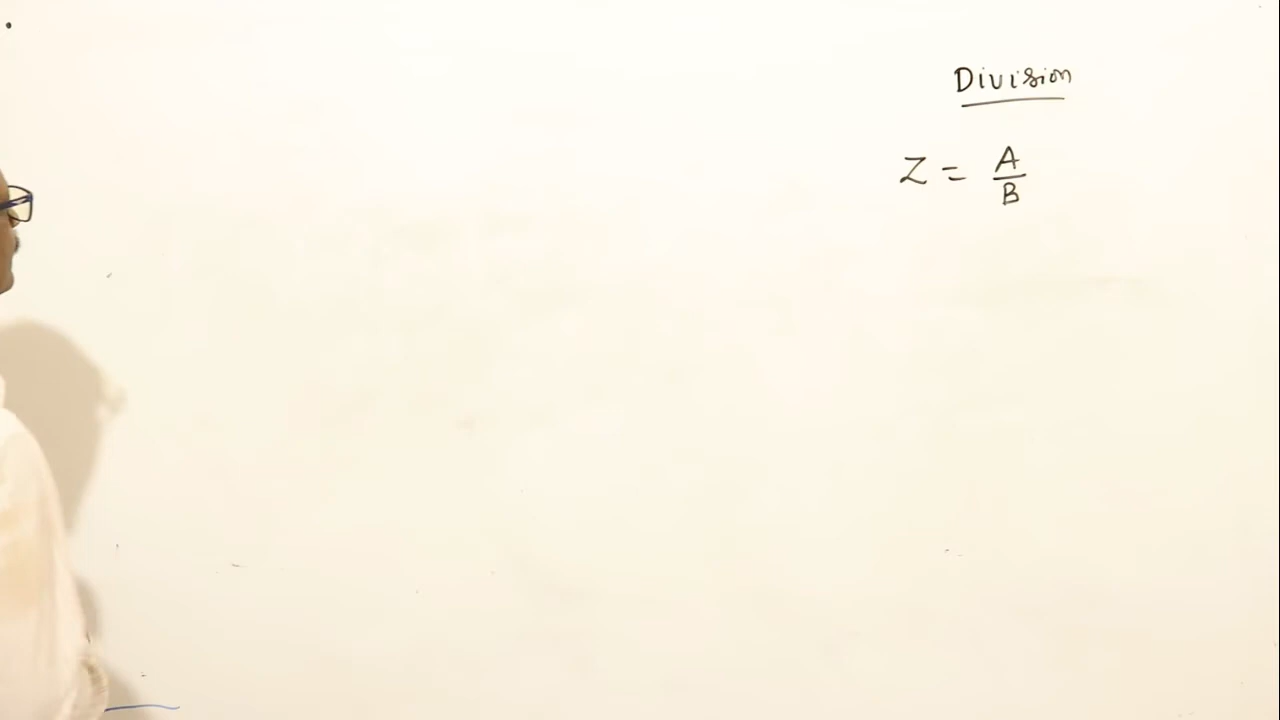 Division
Z = A/B